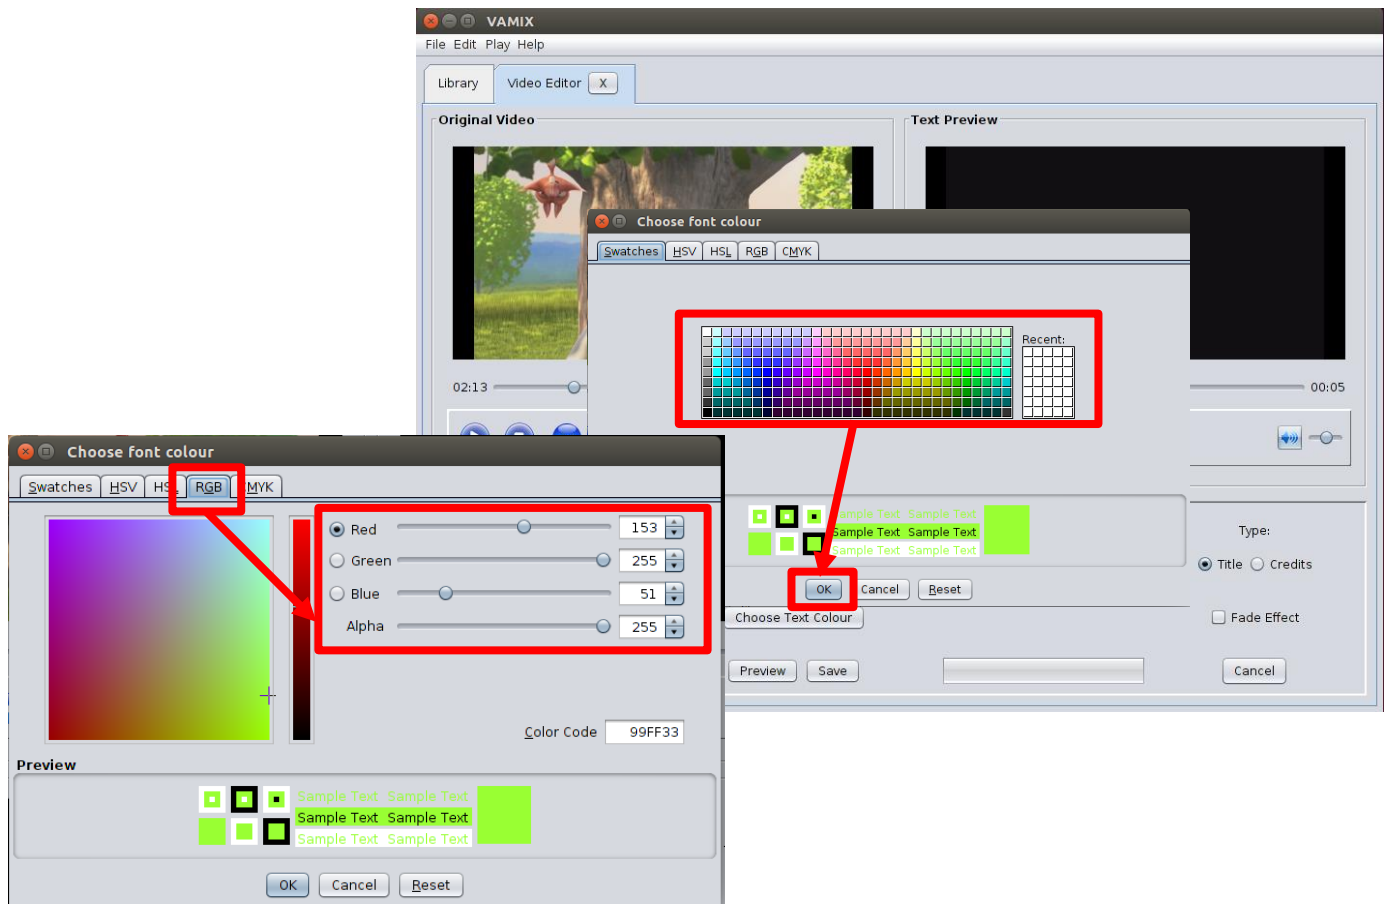 VAMIX
File Edit Play Help
Library
Video Editor X
Original Video
Text Preview
Choose font colour
Swatches HSV HSL RGB CMYK
Recent:
02:13
00:05
Sample Text Sample Text
Sample Text Sample Text
Sample Text Sample Text
Type:
Title Credits
OK Cancel Reset
Choose Text Colour
Fade Effect
Preview Save
Cancel
Choose font colour
Swatches HSV HSL RGB CMYK
Red 153
Green 255
Blue 51
Alpha 255
Color Code 99FF33
Preview
Sample Text Sample Text
Sample Text Sample Text
Sample Text Sample Text
OK Cancel Reset